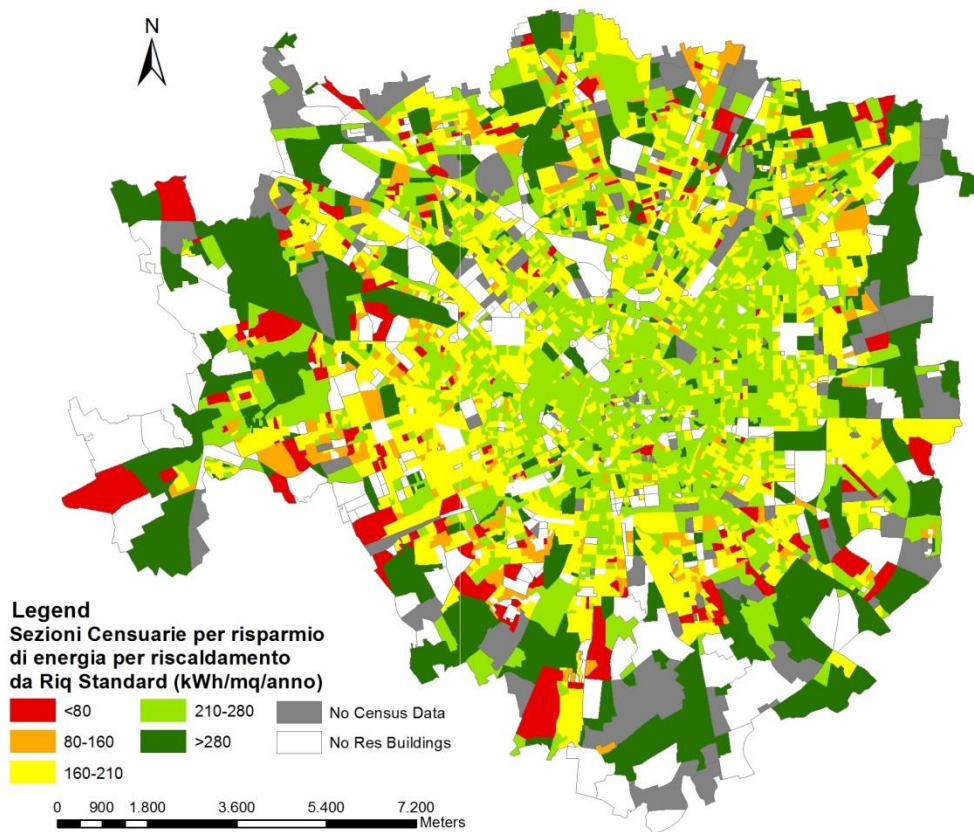 N
Legend
Sezioni Censuarie per risparmio
di energia per riscaldamento
da Riq Standard (kWh/mq/anno)
<80
210-280
No Census Data
80-160
>280
No Res Buildings
160-210
0 900 1.800 3.600 5.400 7.200
Meters